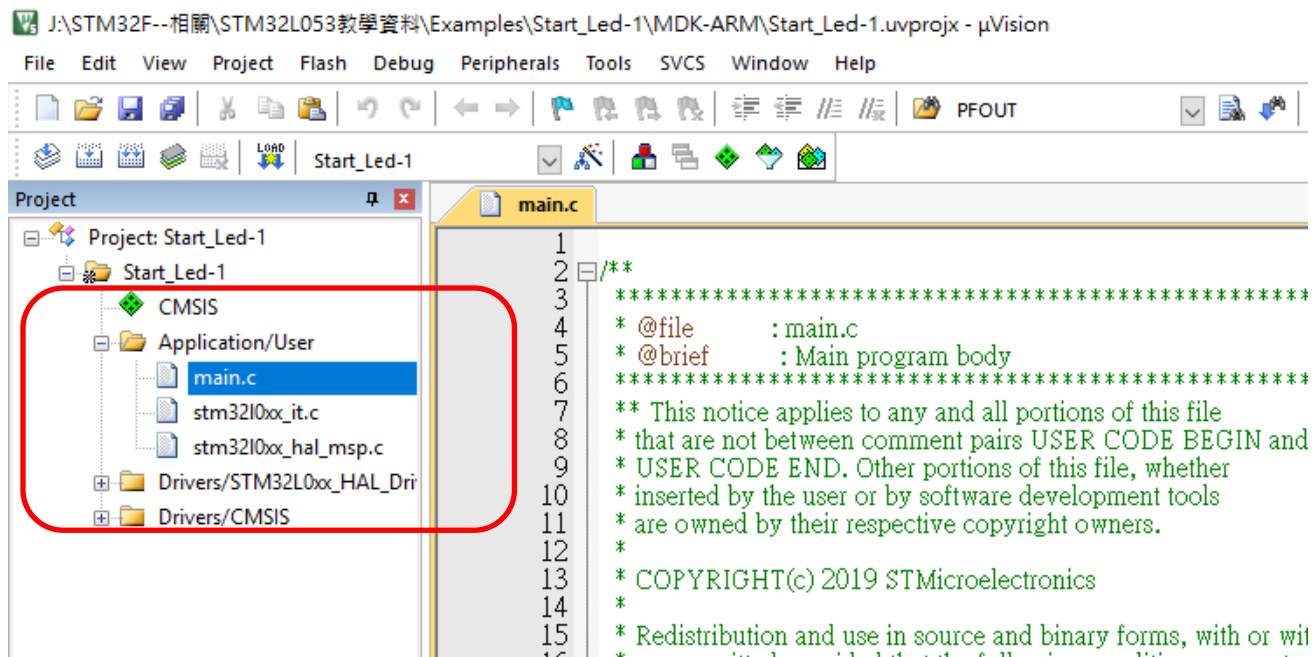 J:\STM32F--相關\STM32L053教學資料\Examples\Start_Led-1\MDK-ARM\Start_Led-1.uvprojx - µVision
File Edit View Project Flash Debug Peripherals Tools SVCS Window Help
PFOUT
LOAD Start_Led-1
Project
main.c
Project: Start_Led-1
Start_Led-1
CMSIS
Application/User
main.c
stm32l0xx_it.c
stm32l0xx_hal_msp.c
Drivers/STM32L0xx_HAL_Dri
Drivers/CMSIS
1
2 /**
3 **************************************************
4 * @file : main.c
5 * @brief : Main program body
6 **************************************************
7 ** This notice applies to any and all portions of this file
8 * that are not between comment pairs USER CODE BEGIN and
9 * USER CODE END. Other portions of this file, whether
10 * inserted by the user or by software development tools
11 * are owned by their respective copyright owners.
12 *
13 * COPYRIGHT(c) 2019 STMicroelectronics
14 *
15 * Redistribution and use in source and binary forms, with or wit